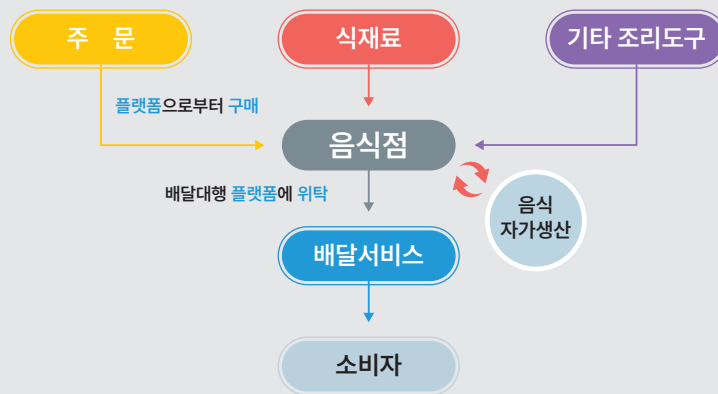 주 문
식재료
기타 조리도구
플랫폼으로부터 구매
음식점
배달대행 플랫폼에 위탁
음식
자가생산
배달서비스
소비자